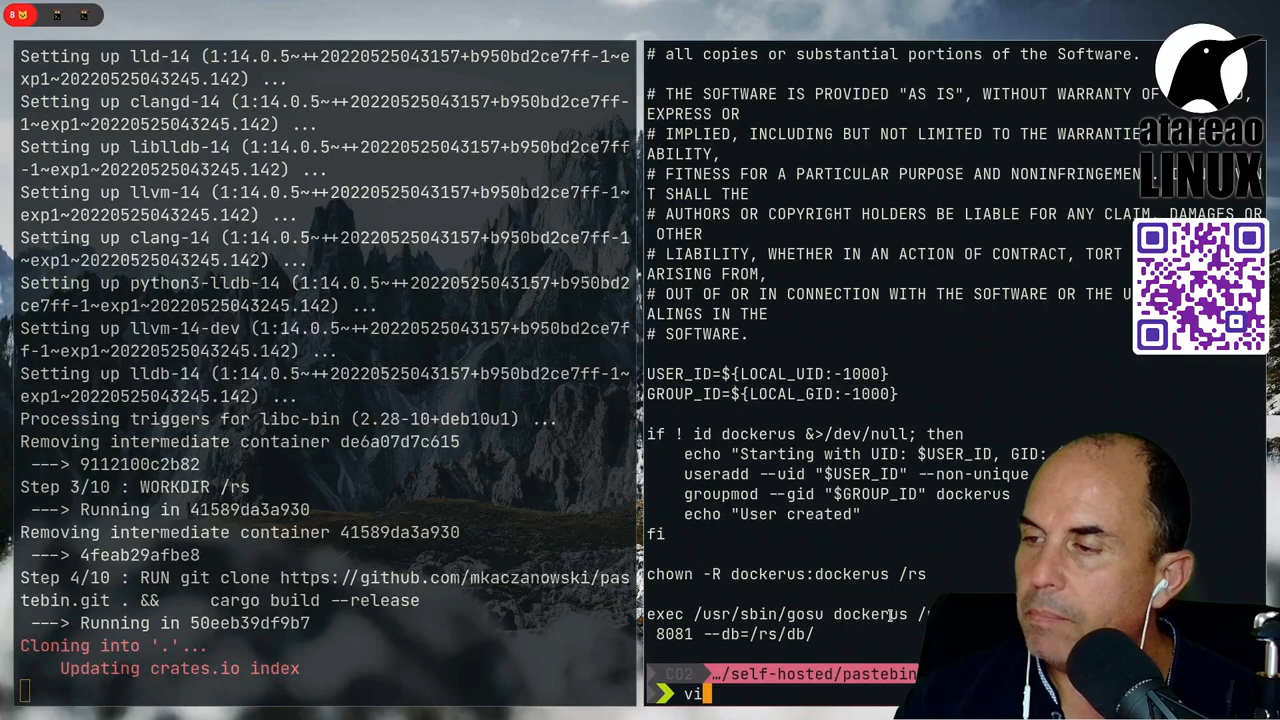 8
Setting up lld-14 (1:14.0.5~++20220525043157+b950bd2ce7ff-1~e
xp1~20220525043245.142) ...
Setting up clangd-14 (1:14.0.5~++20220525043157+b950bd2ce7ff-
1~exp1~20220525043245.142) ...
Setting up liblldb-14 (1:14.0.5~++20220525043157+b950bd2ce7ff
-1~exp1~20220525043245.142) ...
Setting up llvm-14 (1:14.0.5~++20220525043157+b950bd2ce7ff-1~
exp1~20220525043245.142) ...
Setting up clang-14 (1:14.0.5~++20220525043157+b950bd2ce7ff-1
~exp1~20220525043245.142) ...
Setting up python3-lldb-14 (1:14.0.5~++20220525043157+b950bd2
ce7ff-1~exp1~20220525043245.142) ...
Setting up llvm-14-dev (1:14.0.5~++20220525043157+b950bd2ce7f
f-1~exp1~20220525043245.142) ...
Setting up lldb-14 (1:14.0.5~++20220525043157+b950bd2ce7ff-1~
exp1~20220525043245.142) ...
Processing triggers for libc-bin (2.28-10+deb10u1) ...
Removing intermediate container de6a07d7c615
---> 9112100c2b82
Step 3/10 : WORKDIR /rs
---> Running in 41589da3a930
Removing intermediate container 41589da3a930
---> 4feab29afbe8
Step 4/10 : RUN git clone https://github.com/mkaczanowski/pas
tebin.git . &&     cargo build --release
---> Running in 50eeb39df9b7
Cloning into '.'...
Updating crates.io index
# all copies or substantial portions of the Software.
# THE SOFTWARE IS PROVIDED "AS IS", WITHOUT WARRANTY OF
EXPRESS OR
# IMPLIED, INCLUDING BUT NOT LIMITED TO THE WARRANTIE
ABILITY,
# FITNESS FOR A PARTICULAR PURPOSE AND NONINFRINGEMEN
T SHALL THE
# AUTHORS OR COPYRIGHT HOLDERS BE LIABLE FOR ANY CLAIM, DAMAGES OR
OTHER
# LIABILITY, WHETHER IN AN ACTION OF CONTRACT, TORT
ARISING FROM,
# OUT OF OR IN CONNECTION WITH THE SOFTWARE OR THE U
ALINGS IN THE
# SOFTWARE.
USER_ID=${LOCAL_UID:-1000}
GROUP_ID=${LOCAL_GID:-1000}
if ! id dockerus &>/dev/null; then
echo "Starting with UID: $USER_ID, GID:
useradd --uid "$USER_ID" --non-unique
groupmod --gid "$GROUP_ID" dockerus
echo "User created"
fi
chown -R dockerus:dockerus /rs
exec /usr/sbin/gosu dockerus
8081 --db=/rs/db/
CO2 …/self-hosted/pastebin
vi
atareao
LINUX